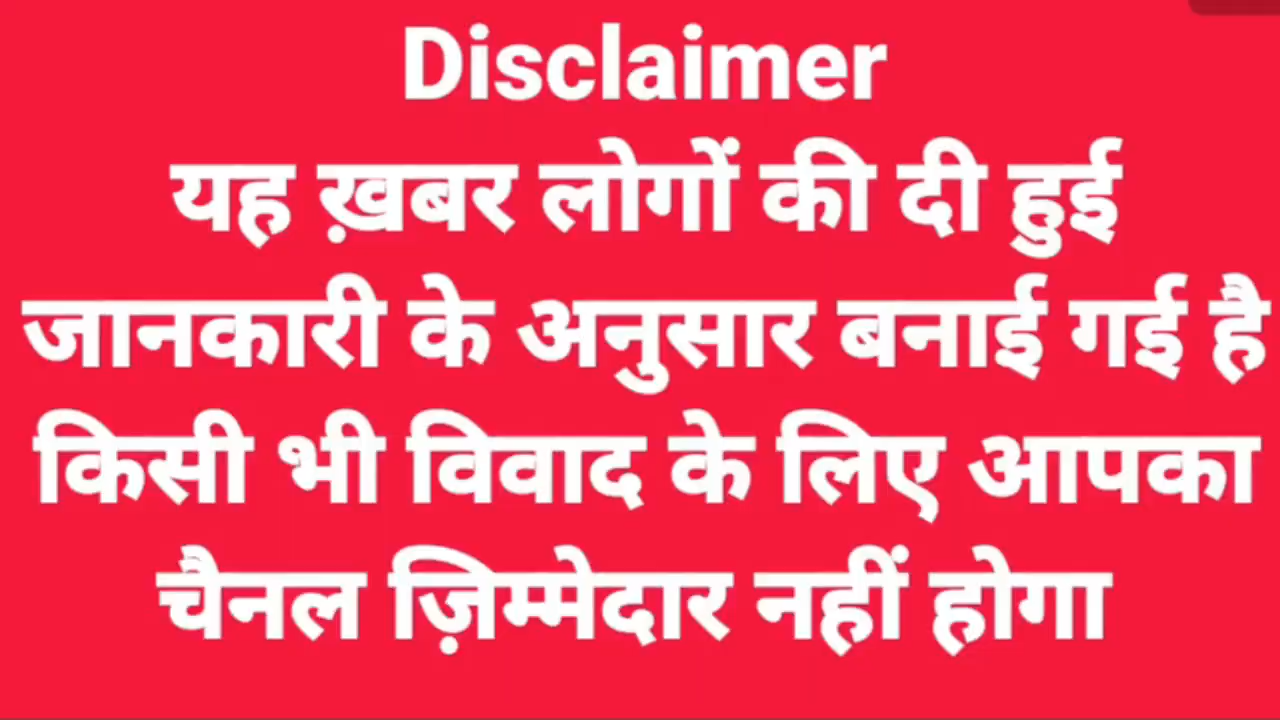 Disclaimer
यह ख़बर लोगों की दी हुई
जानकारी के अनुसार बनाई गई है
किसी भी विवाद के लिए आपका
चैनल ज़िम्मेदार नहीं होगा